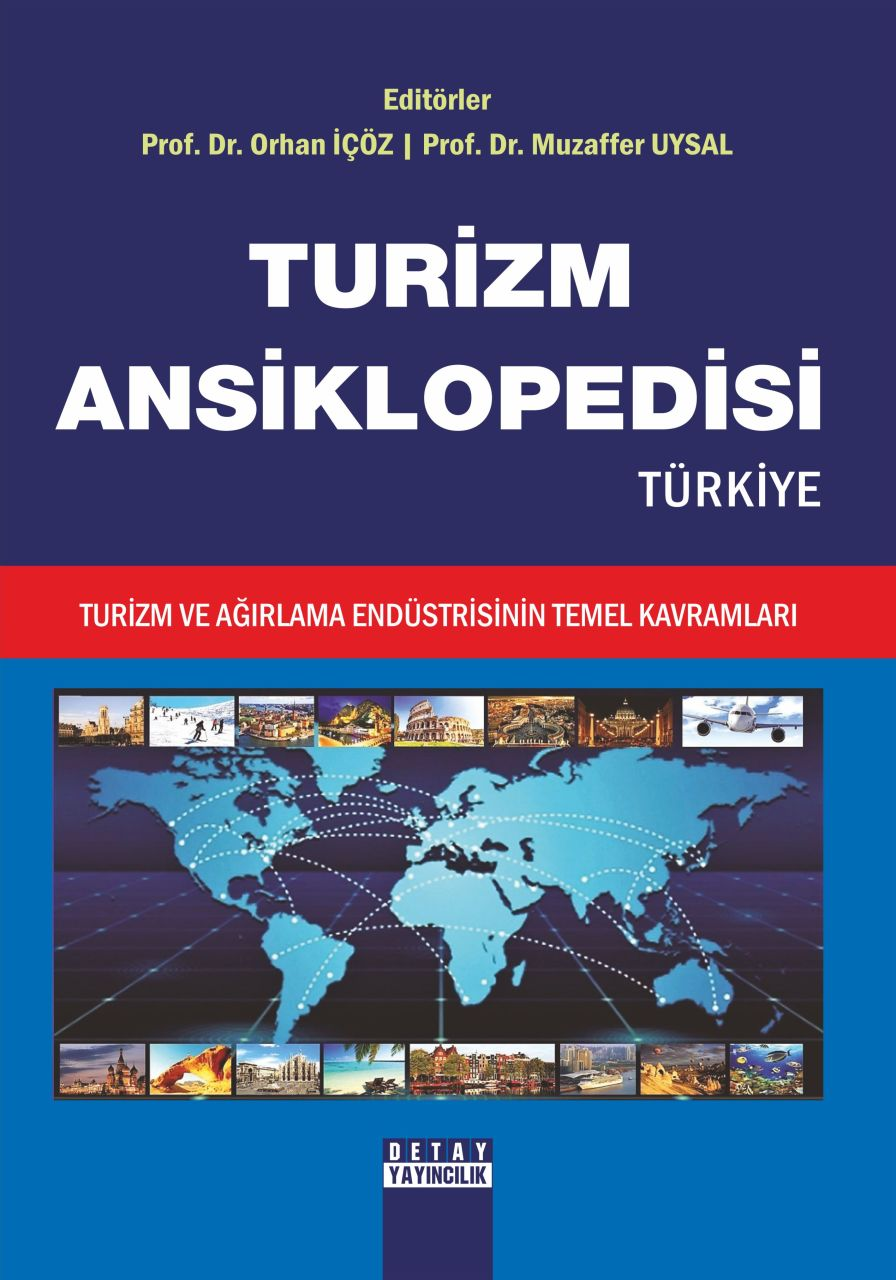 Editörler
Prof. Dr. Orhan İÇÖZ | Prof. Dr. Muzaffer UYSAL
TURİZM
ANSİKLOPEDİSİ
TÜRKİYE
TURİZM VE AĞIRLAMA ENDÜSTRİSİNİN TEMEL KAVRAMLARI
DETAY
YAYINCILIK